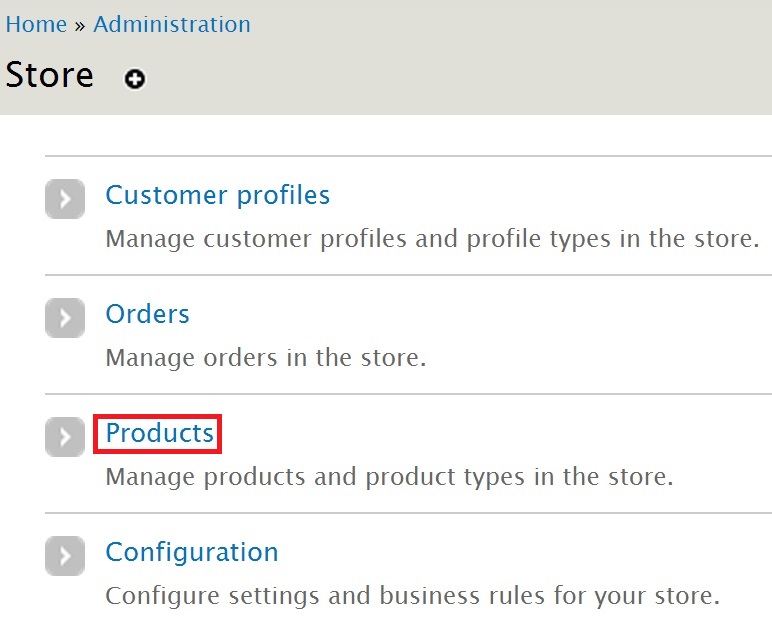 Home » Administration
Store
Customer profiles
Manage customer profiles and profile types in the store.
Orders
Manage orders in the store.
Products
Manage products and product types in the store.
Configuration
Configure settings and business rules for your store.